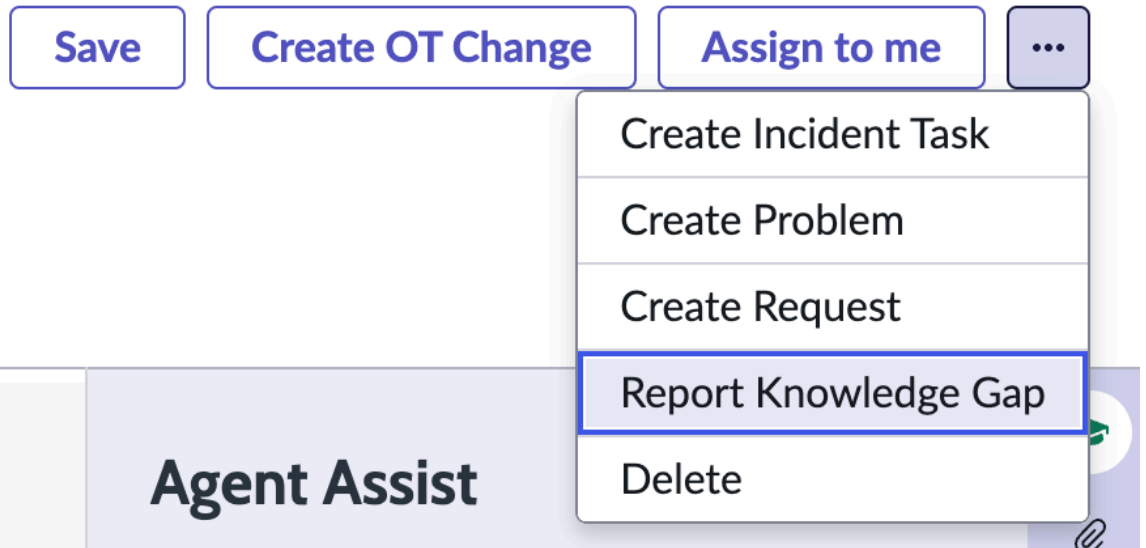 Save
Create OT Change
Assign to me
•••
Create Incident Task
Create Problem
Create Request
Report Knowledge Gap
Delete
Agent Assist